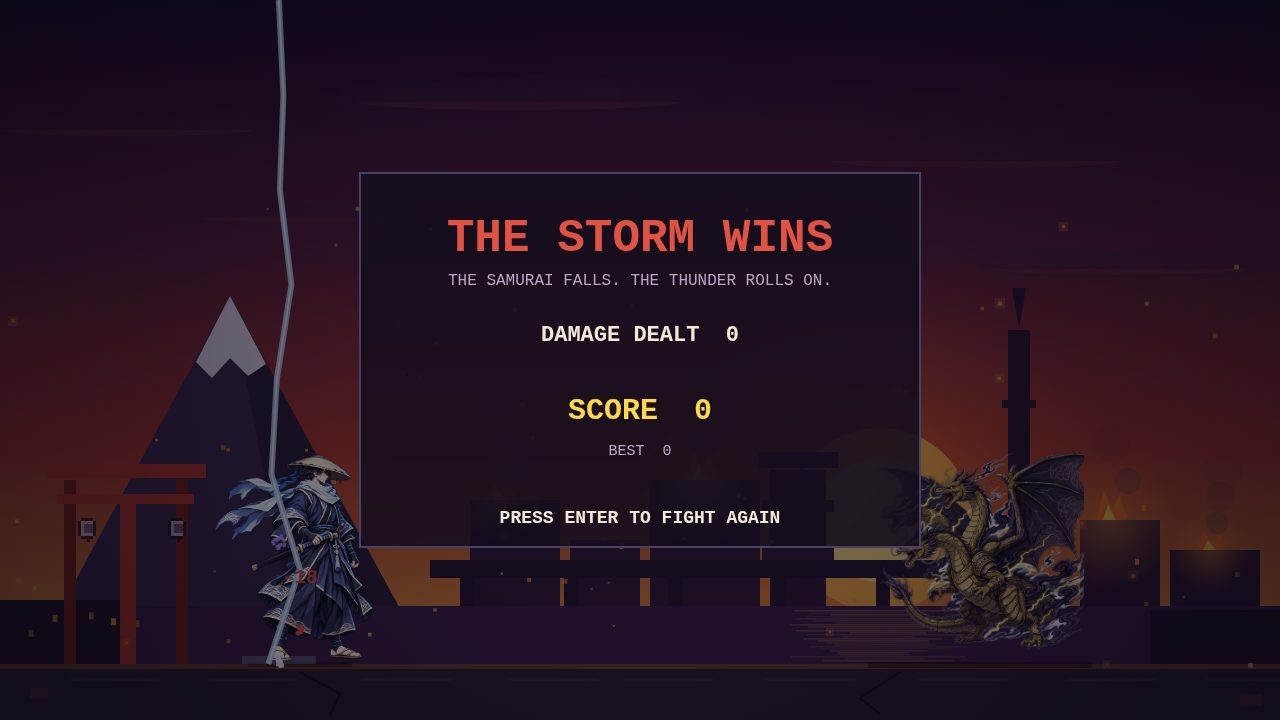 THE STORM WINS
THE SAMURAI FALLS. THE THUNDER ROLLS ON.
DAMAGE DEALT  0
SCORE  0
BEST  0
PRESS ENTER TO FIGHT AGAIN